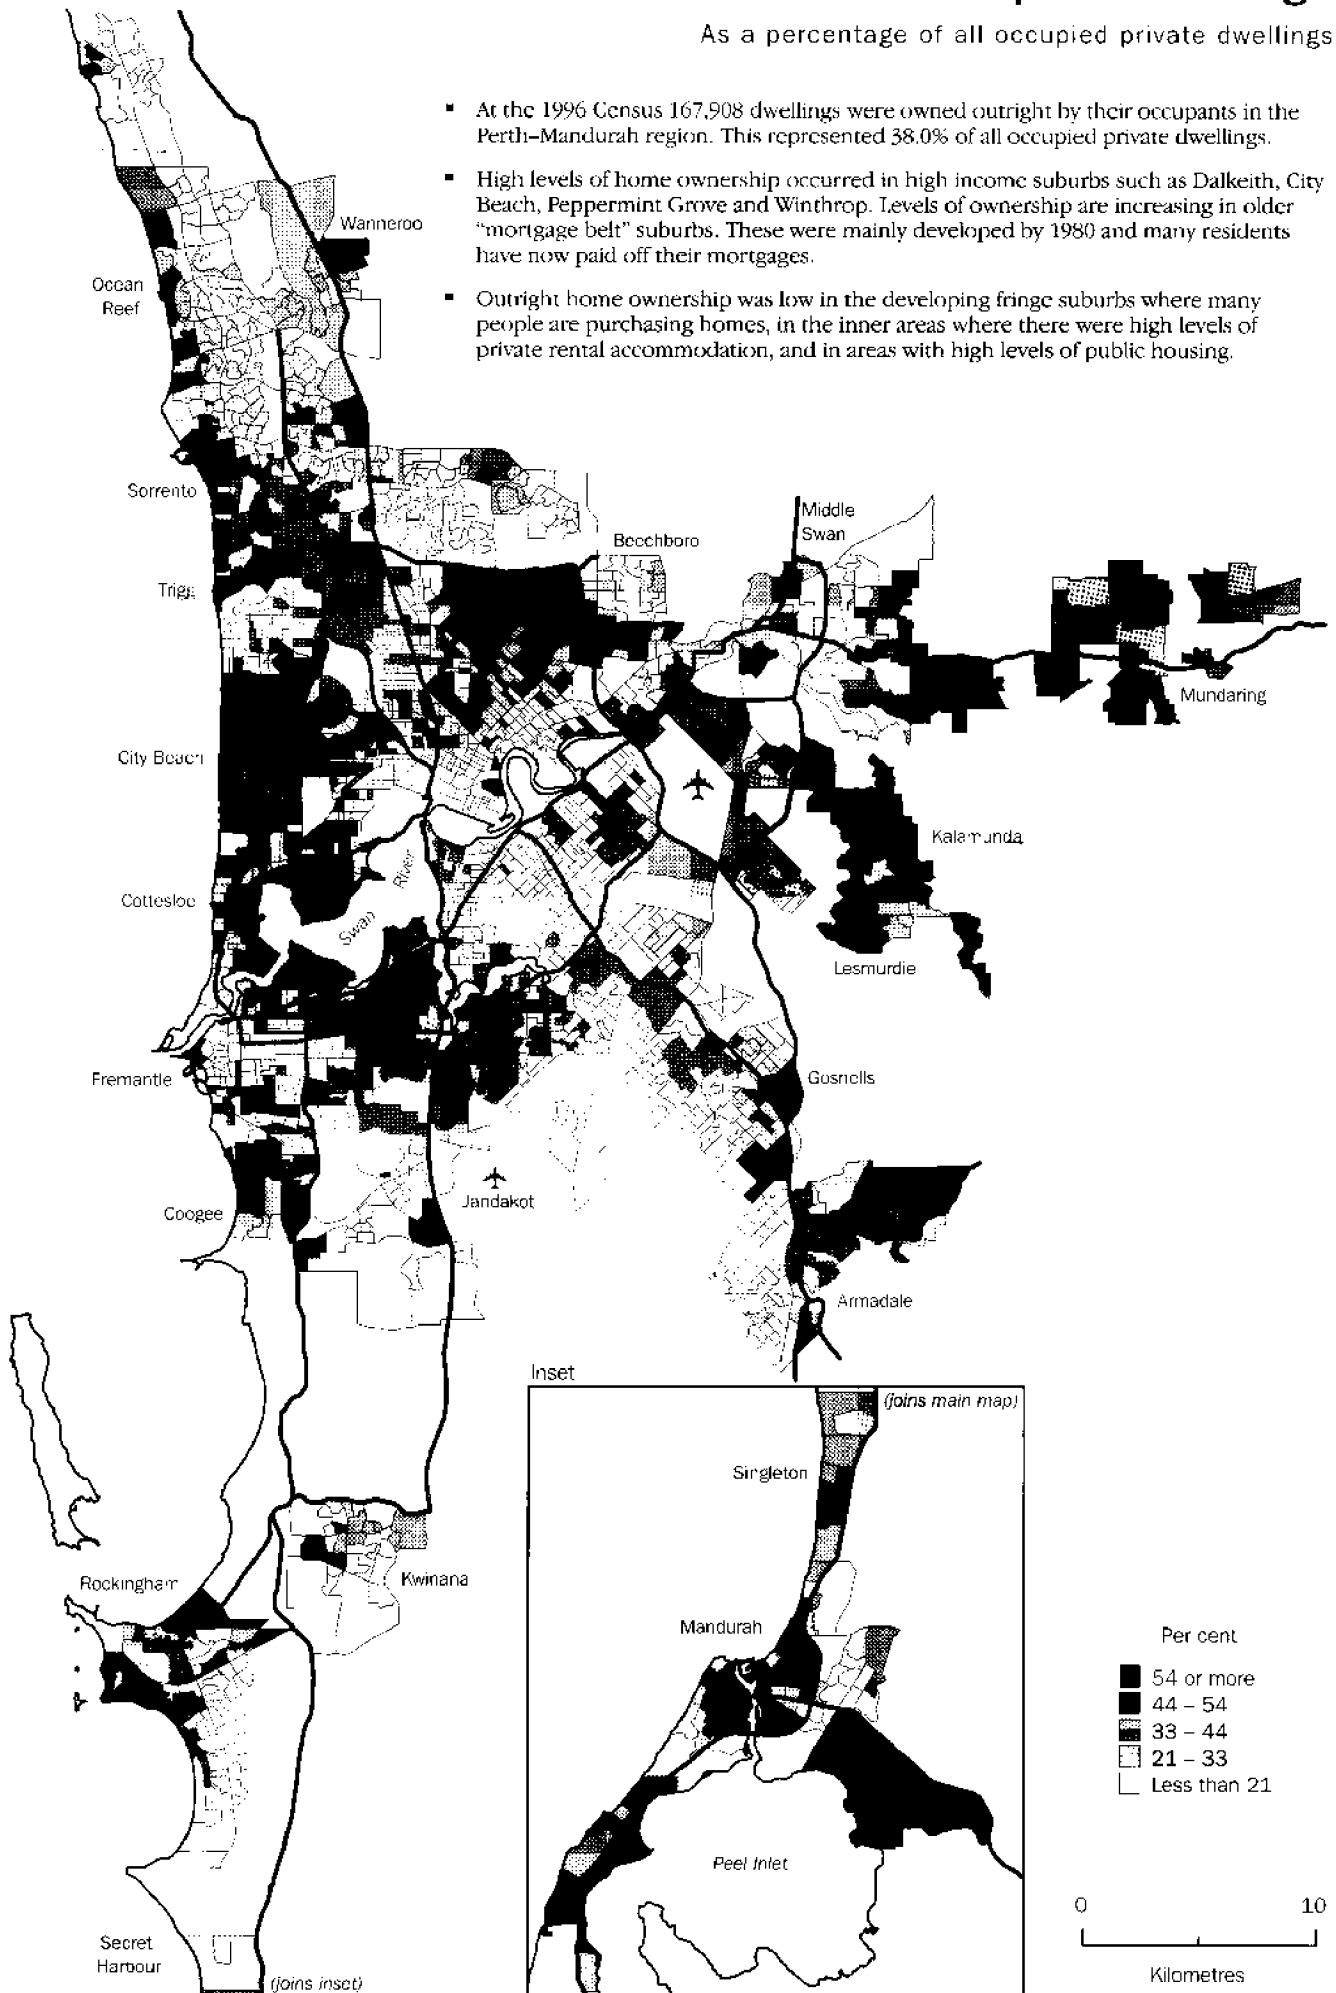 As a percentage of all occupied private dwellings
▪ At the 1996 Census 167,908 dwellings were owned outright by their occupants in the
Perth–Mandurah region. This represented 38.0% of all occupied private dwellings.
▪ High levels of home ownership occurred in high income suburbs such as Dalkeith, City
Beach, Peppermint Grove and Winthrop. Levels of ownership are increasing in older
“mortgage belt” suburbs. These were mainly developed by 1980 and many residents
have now paid off their mortgages.
▪ Outright home ownership was low in the developing fringe suburbs where many
people are purchasing homes, in the inner areas where there were high levels of
private rental accommodation, and in areas with high levels of public housing.
Wanneroo
Ocean
Reef
Sorrento
Middle
Swan
Beechboro
Trigg
Mundaring
City Beach
Kalamunda
Cottesloe
Swan River
Lesmurdie
Fremantle
Gosnells
Jandakot
Coogee
Armadale
Inset
(joins main map)
Singleton
Rockingham
Kwinana
Mandurah
Per cent
54 or more
44 – 54
33 – 44
21 – 33
Less than 21
Peel Inlet
0 10
Kilometres
Secret
Harbour
(joins inset)